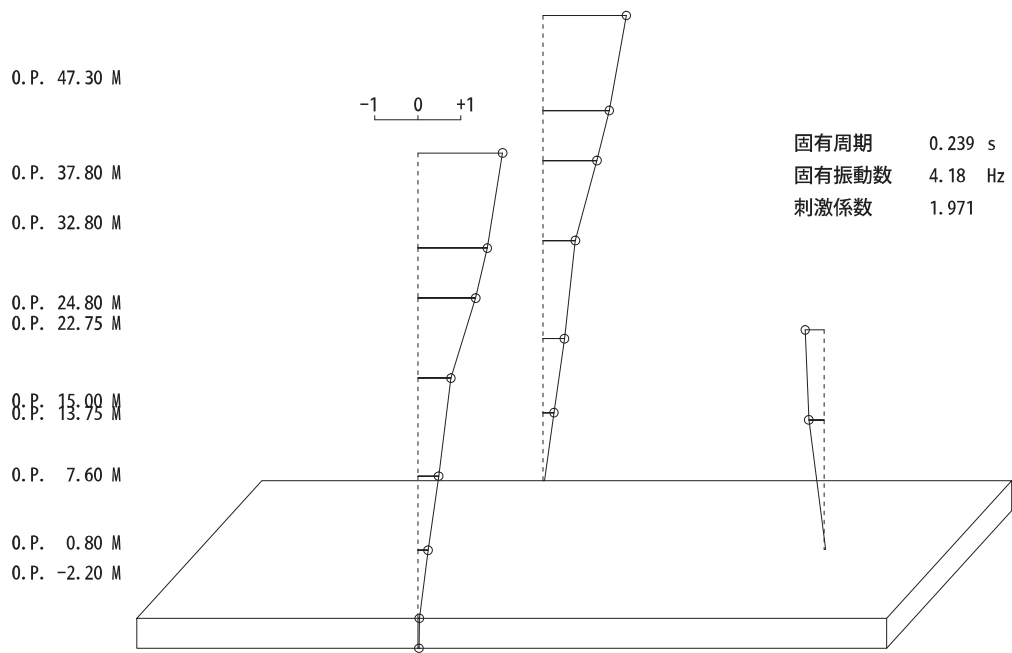 O.P. 47.30 M
-1 0 +1
固有周期 0.239 s
固有振動数 4.18 Hz
刺激係数 1.971
O.P. 37.80 M
O.P. 32.80 M
O.P. 24.80 M
O.P. 22.75 M
O.P. 15.00 M
O.P. 13.75 M
O.P. 7.60 M
O.P. 0.80 M
O.P. -2.20 M